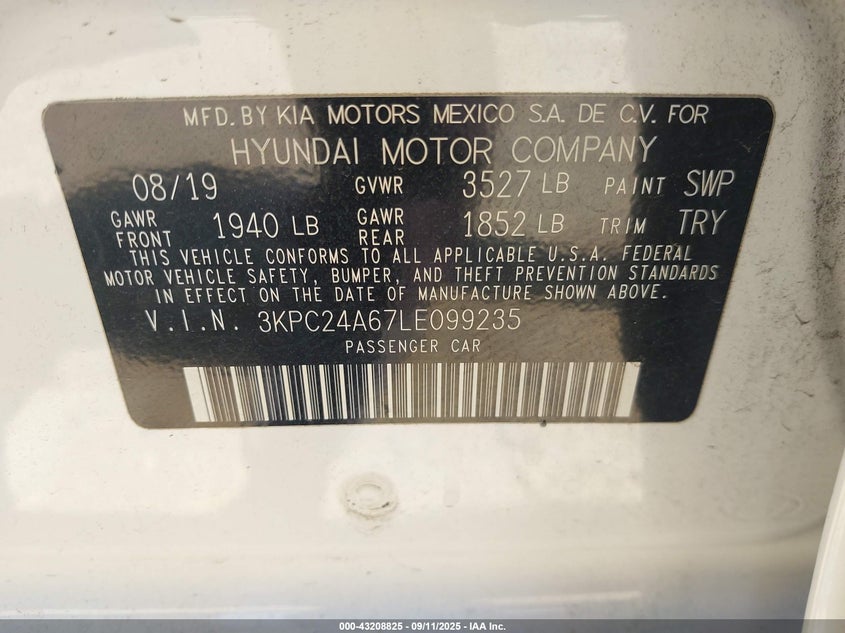 MFD. BY KIA MOTORS MEXICO S.A. DE C.V. FOR
HYUNDAI MOTOR COMPANY
08/19 GVWR 3527 LB PAINT SWP
GAWR FRONT 1940 LB GAWR REAR 1852 LB TRIM TRY
THIS VEHICLE CONFORMS TO ALL APPLICABLE U.S.A. FEDERAL
MOTOR VEHICLE SAFETY, BUMPER, AND THEFT PREVENTION STANDARDS
IN EFFECT ON THE DATE OF MANUFACTURE SHOWN ABOVE.
V.I.N. 3KPC24A67LE099235
PASSENGER CAR
000-43208825 - 09/11/2025 - IAA Inc.